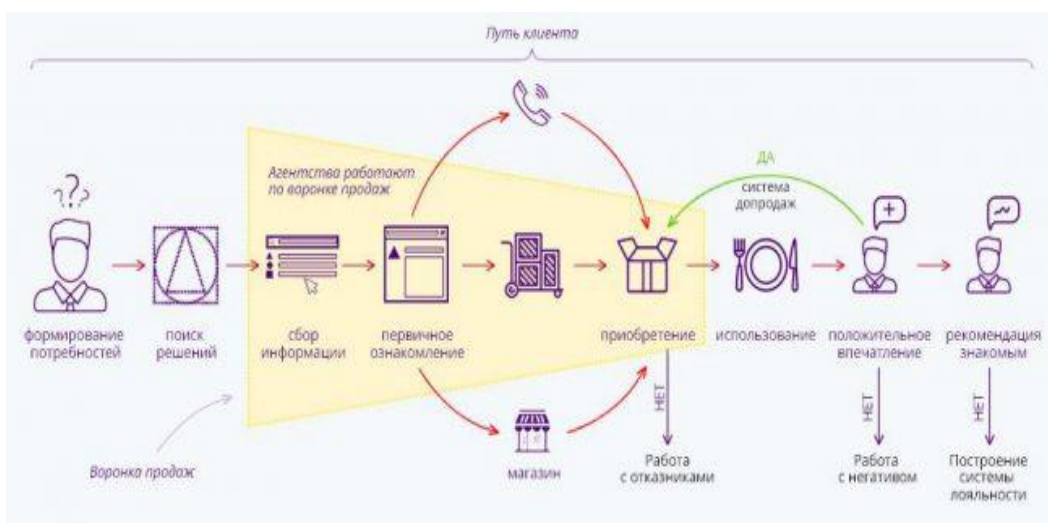 Путь клиента
Агентства работают
по воронке продаж
ДА
система
допродаж
формирование
потребностей
поиск
решений
сбор
информации
первичное
ознакомление
приобретение
использование
положительное
впечатление
рекомендация
знакомым
НЕТ
НЕТ
НЕТ
Воронка продаж
магазин
Работа
с отказниками
Работа
с негативом
Построение
системы
лояльности